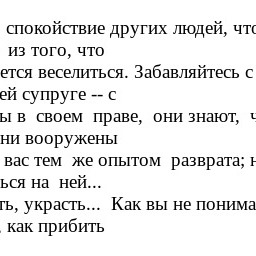 спокойствие других людей, что
из того, что
ется веселиться. Забавляйтесь с
ей супруге -- с
ы в своем праве, они знают,
ни вооружены
вас тем же опытом разврата; н
ься на ней...
ть, украсть... Как вы не понима
, как прибить